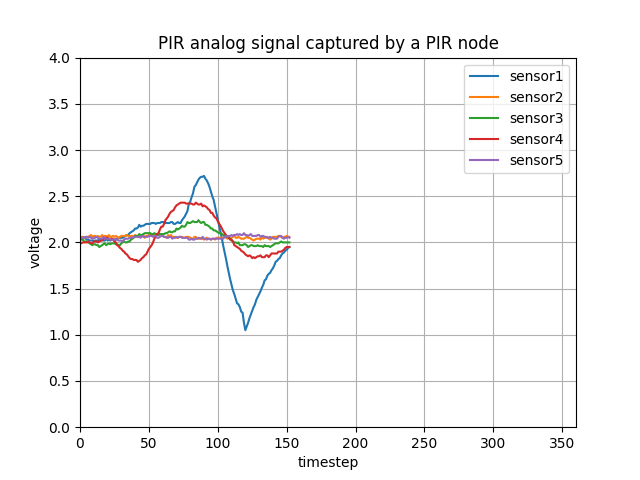 PIR analog signal captured by a PIR node
4.0
3.5
3.0
2.5
2.0
1.5
1.0
0.5
0.0
voltage
sensor1
sensor2
sensor3
sensor4
sensor5
0 50 100 150 200 250 300 350
timestep